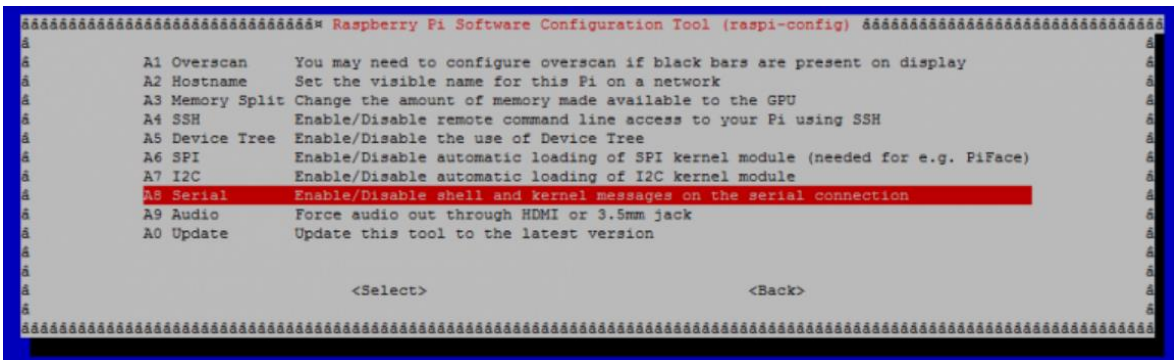 Raspberry Pi Software Configuration Tool (raspi-config)
A1 Overscan You may need to configure overscan if black bars are present on display
A2 Hostname Set the visible name for this Pi on a network
A3 Memory Split Change the amount of memory made available to the GPU
A4 SSH Enable/Disable remote command line access to your Pi using SSH
A5 Device Tree Enable/Disable the use of Device Tree
A6 SPI Enable/Disable automatic loading of SPI kernel module (needed for e.g. PiFace)
A7 I2C Enable/Disable automatic loading of I2C kernel module
A8 Serial Enable/Disable shell and kernel messages on the serial connection
A9 Audio Force audio out through HDMI or 3.5mm jack
A0 Update Update this tool to the latest version
<Select> <Back>